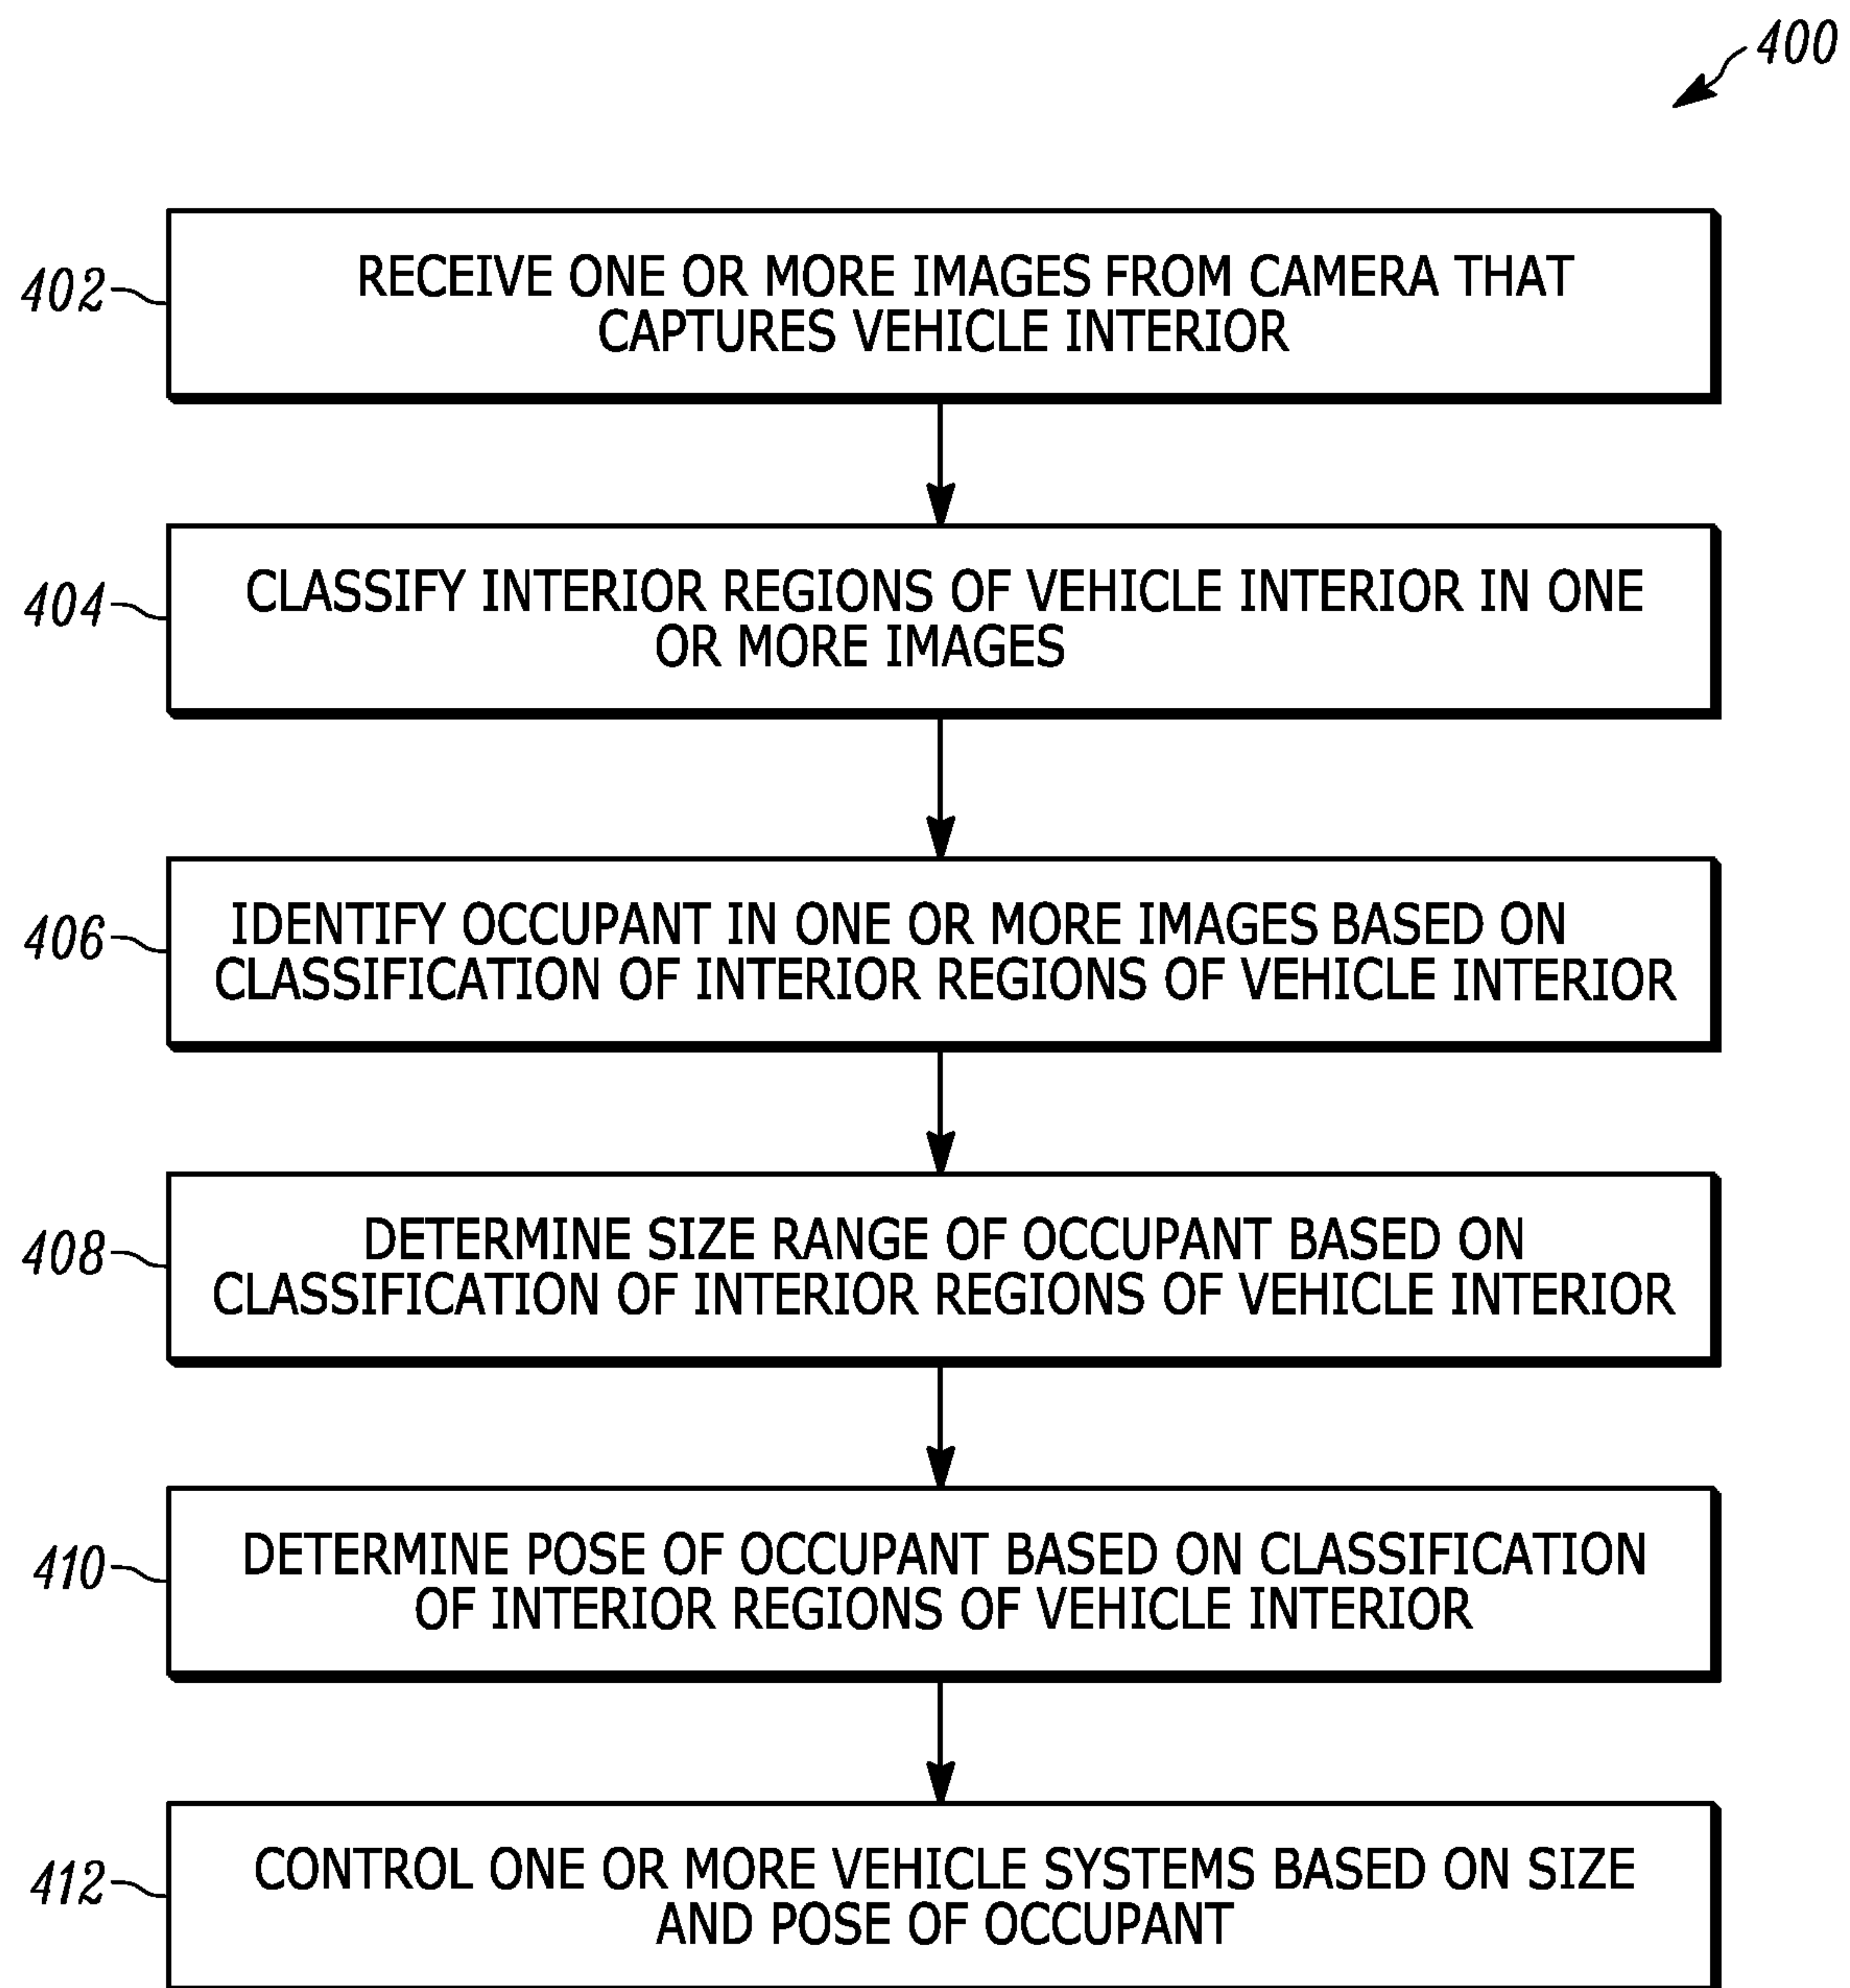 400
402
RECEIVE ONE OR MORE IMAGES FROM CAMERA THAT
CAPTURES VEHICLE INTERIOR
404
CLASSIFY INTERIOR REGIONS OF VEHICLE INTERIOR IN ONE
OR MORE IMAGES
406
IDENTIFY OCCUPANT IN ONE OR MORE IMAGES BASED ON
CLASSIFICATION OF INTERIOR REGIONS OF VEHICLE INTERIOR
408
DETERMINE SIZE RANGE OF OCCUPANT BASED ON
CLASSIFICATION OF INTERIOR REGIONS OF VEHICLE INTERIOR
410
DETERMINE POSE OF OCCUPANT BASED ON CLASSIFICATION
OF INTERIOR REGIONS OF VEHICLE INTERIOR
412
CONTROL ONE OR MORE VEHICLE SYSTEMS BASED ON SIZE
AND POSE OF OCCUPANT